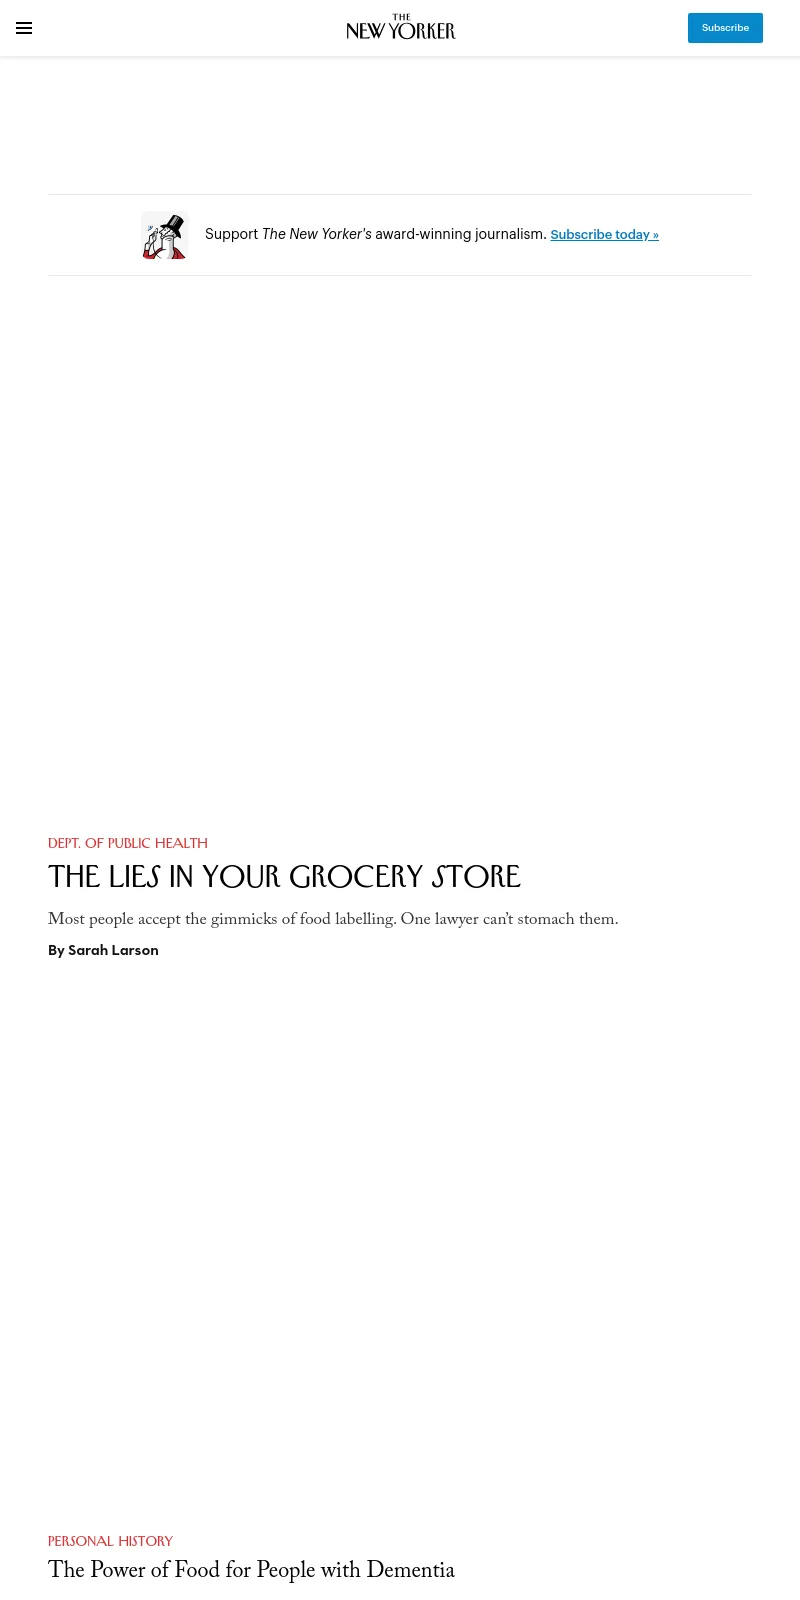 THE
NEW YORKER
Subscribe
Support The New Yorker's award-winning journalism. Subscribe today »
DEPT. OF PUBLIC HEALTH
THE LIES IN YOUR GROCERY STORE
Most people accept the gimmicks of food labelling. One lawyer can’t stomach them.
By Sarah Larson
PERSONAL HISTORY
The Power of Food for People with Dementia